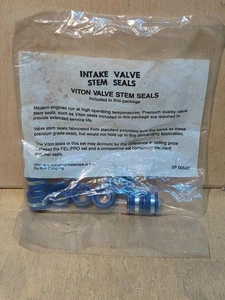 INTAKE VALVE
STEM SEALS
VITON VALVE STEM SEALS
Included in this package
Modern engines run at high operating temperatures. Premium quality valve
stem seals, such as Viton seals included in this package are required to
provide extended service life.
Valve stem seals fabricated from standard polymers both the same as these
premium grade seals, but would not hold up in this demanding application.
The Viton seals in this set may account for the difference in selling price
between this FEL-PRO set and a competitive set containing standard
polymer seals.